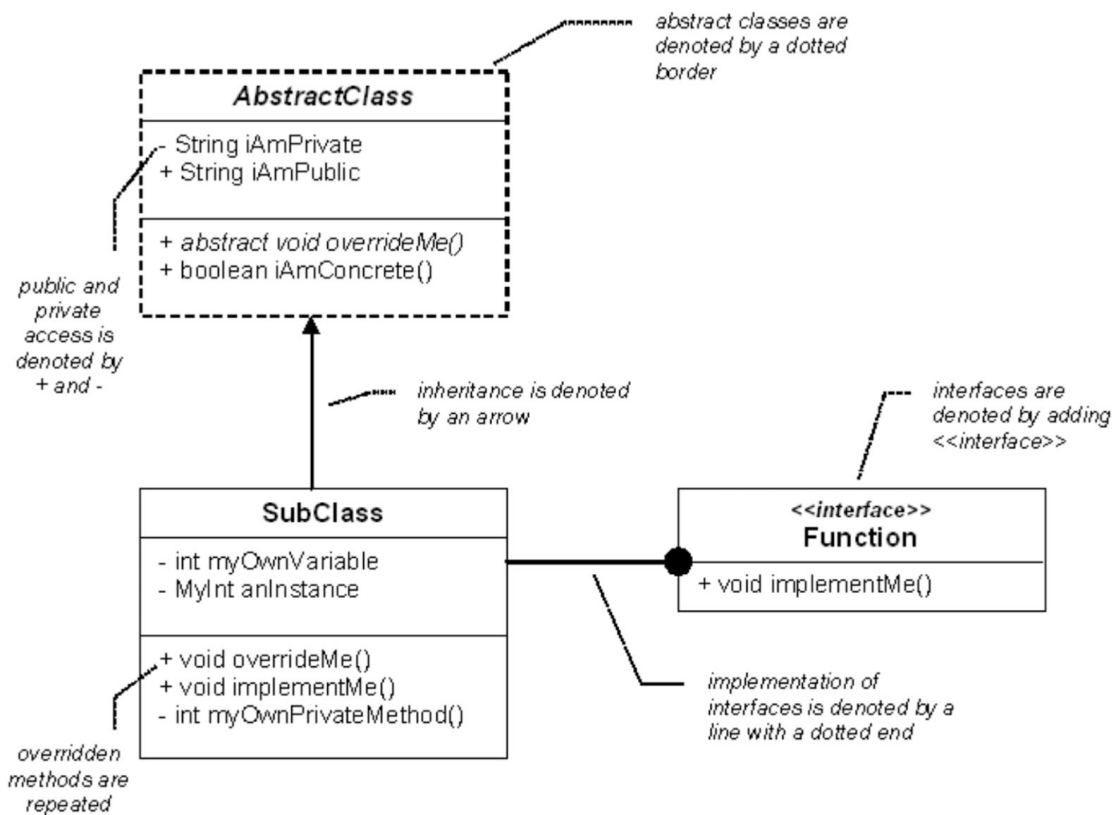 abstract classes are
denoted by a dotted
border
AbstractClass
- String iAmPrivate
+ String iAmPublic
+ abstract void overrideMe()
+ boolean iAmConcrete()
public and
private
access is
denoted by
+ and -
inheritance is denoted
by an arrow
interfaces are
denoted by adding
<<interface>>
SubClass
- int myOwnVariable
- MyInt anInstance
+ void overrideMe()
+ void implementMe()
- int myOwnPrivateMethod()
<<interface>>
Function
+ void implementMe()
implementation of
interfaces is denoted by a
line with a dotted end
overridden
methods are
repeated